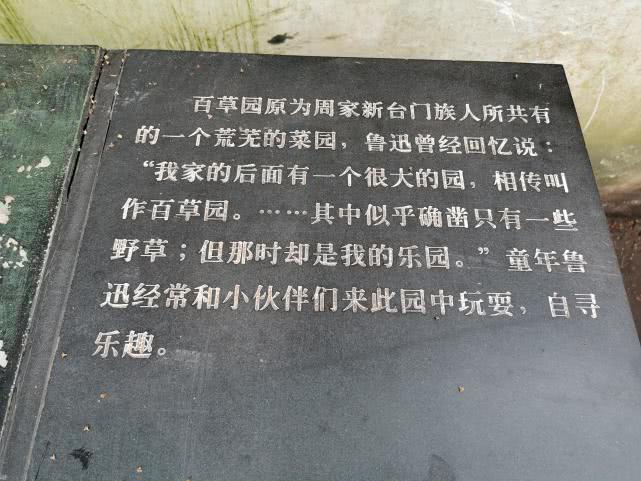 百草园原为周家新台门族人所共有
的一个荒芜的菜园，鲁迅曾经回忆说：
“我家的后面有一个很大的园，相传叫
作百草园。……其中似乎确凿只有一些
野草；但那时却是我的乐园。”童年鲁
迅经常和小伙伴们来此园中玩耍，自寻
乐趣。